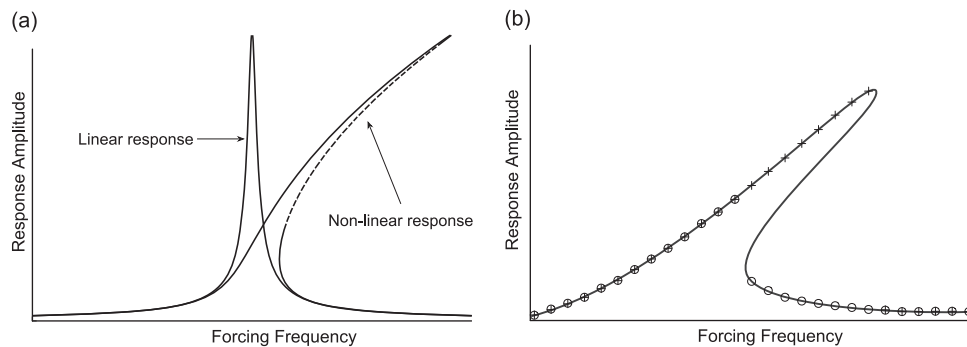 (a)
Response Amplitude
Linear response
Non-linear response
Forcing Frequency
(b)
Response Amplitude
Forcing Frequency